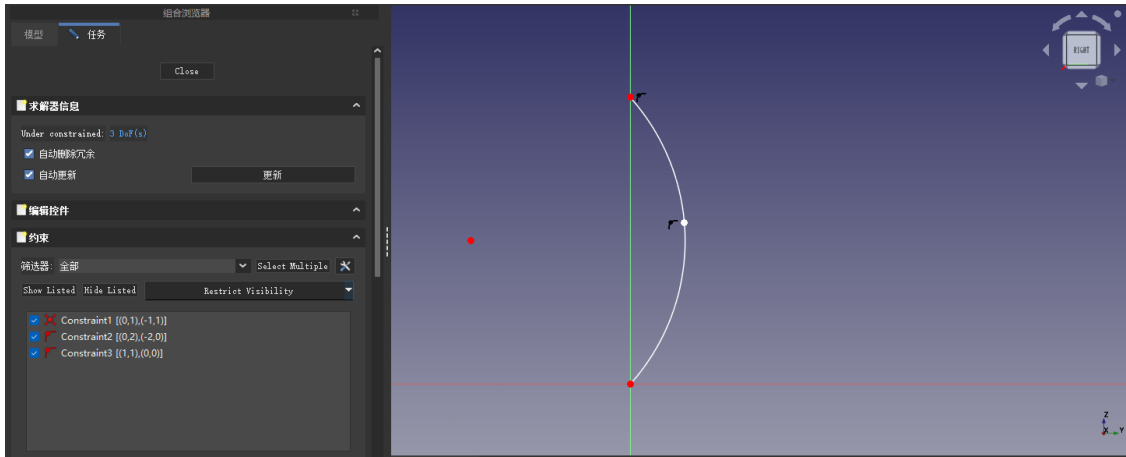 组合浏览器
模型
任务
Close
求解器信息
Under constrained: 3 DoF(s)
自动删除冗余
自动更新
更新
编辑控件
约束
筛选器: 全部
Select Multiple
Show Listed Hide Listed
Restrict Visibility
Constraint1 [(0,1),(-1,1)]
Constraint2 [(0,2),(-2,0)]
Constraint3 [(1,1),(0,0)]
RIGHT
Z
X
Y